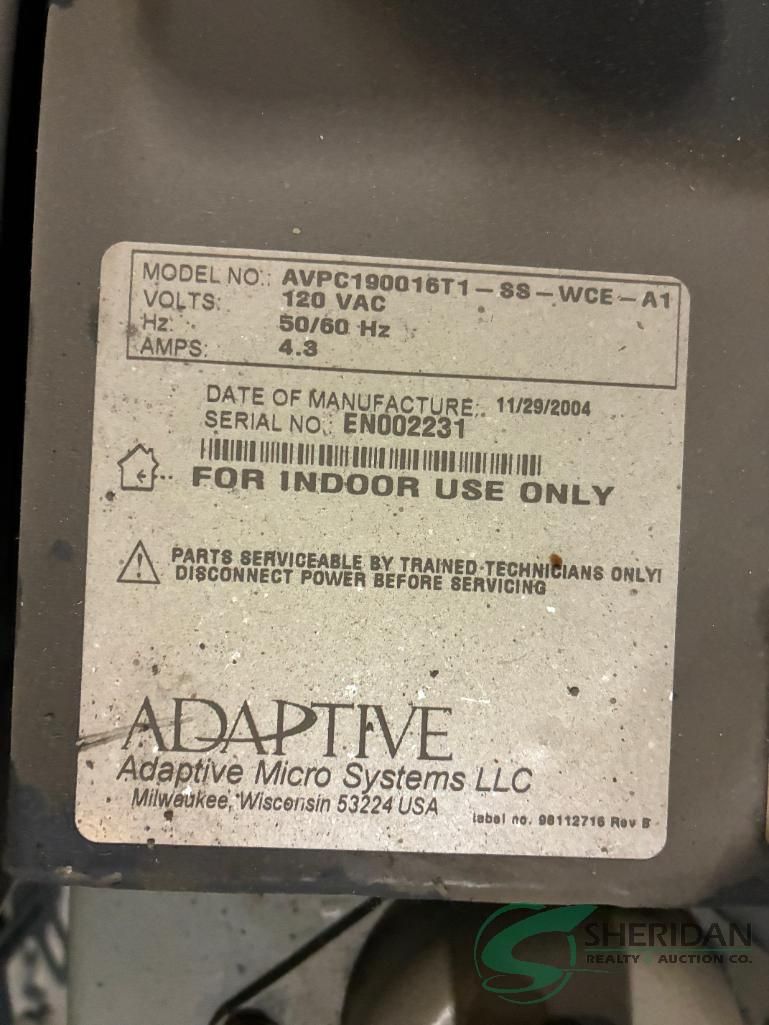 MODEL NO.: AVPC190016T1-SS-WCE-A1
VOLTS: 120 VAC
Hz: 50/60 Hz
AMPS: 4.3
DATE OF MANUFACTURE: 11/29/2004
SERIAL NO.: EN002231
FOR INDOOR USE ONLY
PARTS SERVICEABLE BY TRAINED TECHNICIANS ONLY!
DISCONNECT POWER BEFORE SERVICING
ADAPTIVE
Adaptive Micro Systems LLC
Milwaukee, Wisconsin 53224 USA
label no. 98112716 Rev B
SHERIDAN
REALTY & AUCTION CO.